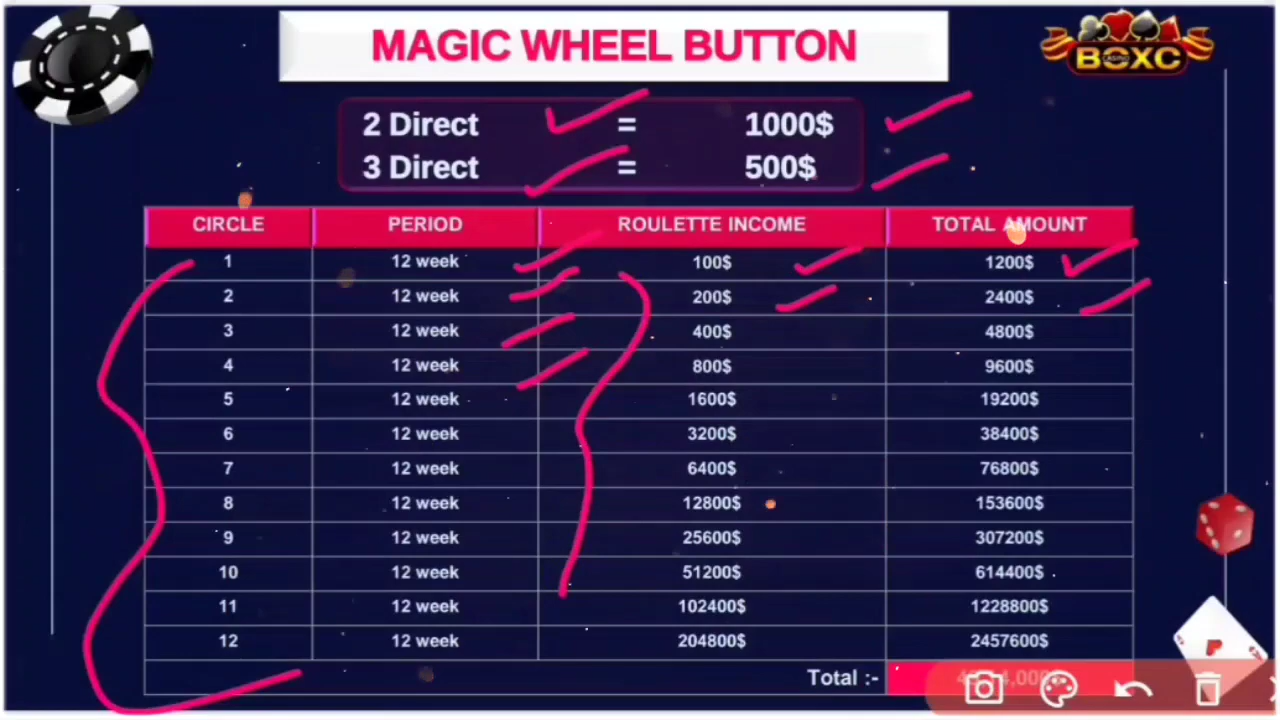 MAGIC WHEEL BUTTON
BOXC
CASINO
2 Direct = 1000$
3 Direct = 500$
CIRCLE PERIOD ROULETTE INCOME TOTAL AMOUNT
1 12 week 100$ 1200$
2 12 week 200$ 2400$
3 12 week 400$ 4800$
4 12 week 800$ 9600$
5 12 week 1600$ 19200$
6 12 week 3200$ 38400$
7 12 week 6400$ 76800$
8 12 week 12800$ 153600$
9 12 week 25600$ 307200$
10 12 week 51200$ 614400$
11 12 week 102400$ 1228800$
12 12 week 204800$ 2457600$
Total :-